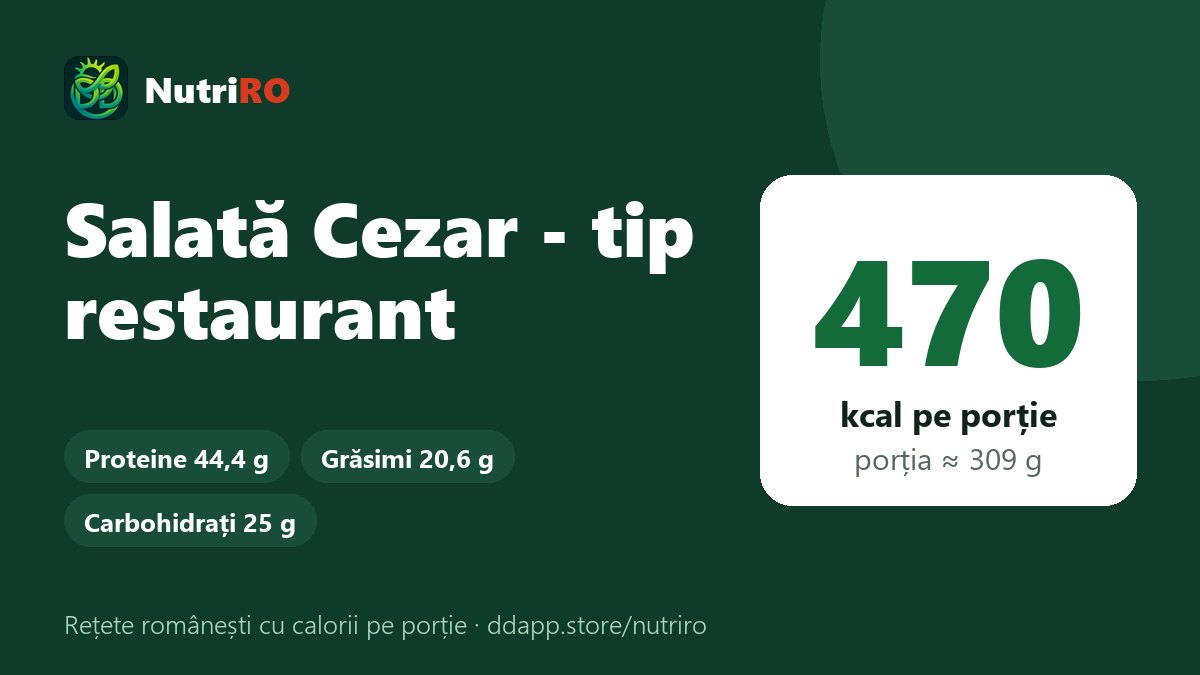 NutriRO
Salată Cezar - tip
restaurant
470
kcal pe porție
porția ≈ 309 g
Proteine 44,4 g
Grăsimi 20,6 g
Carbohidrați 25 g
Rețete românești cu calorii pe porție · ddapp.store/nutriro